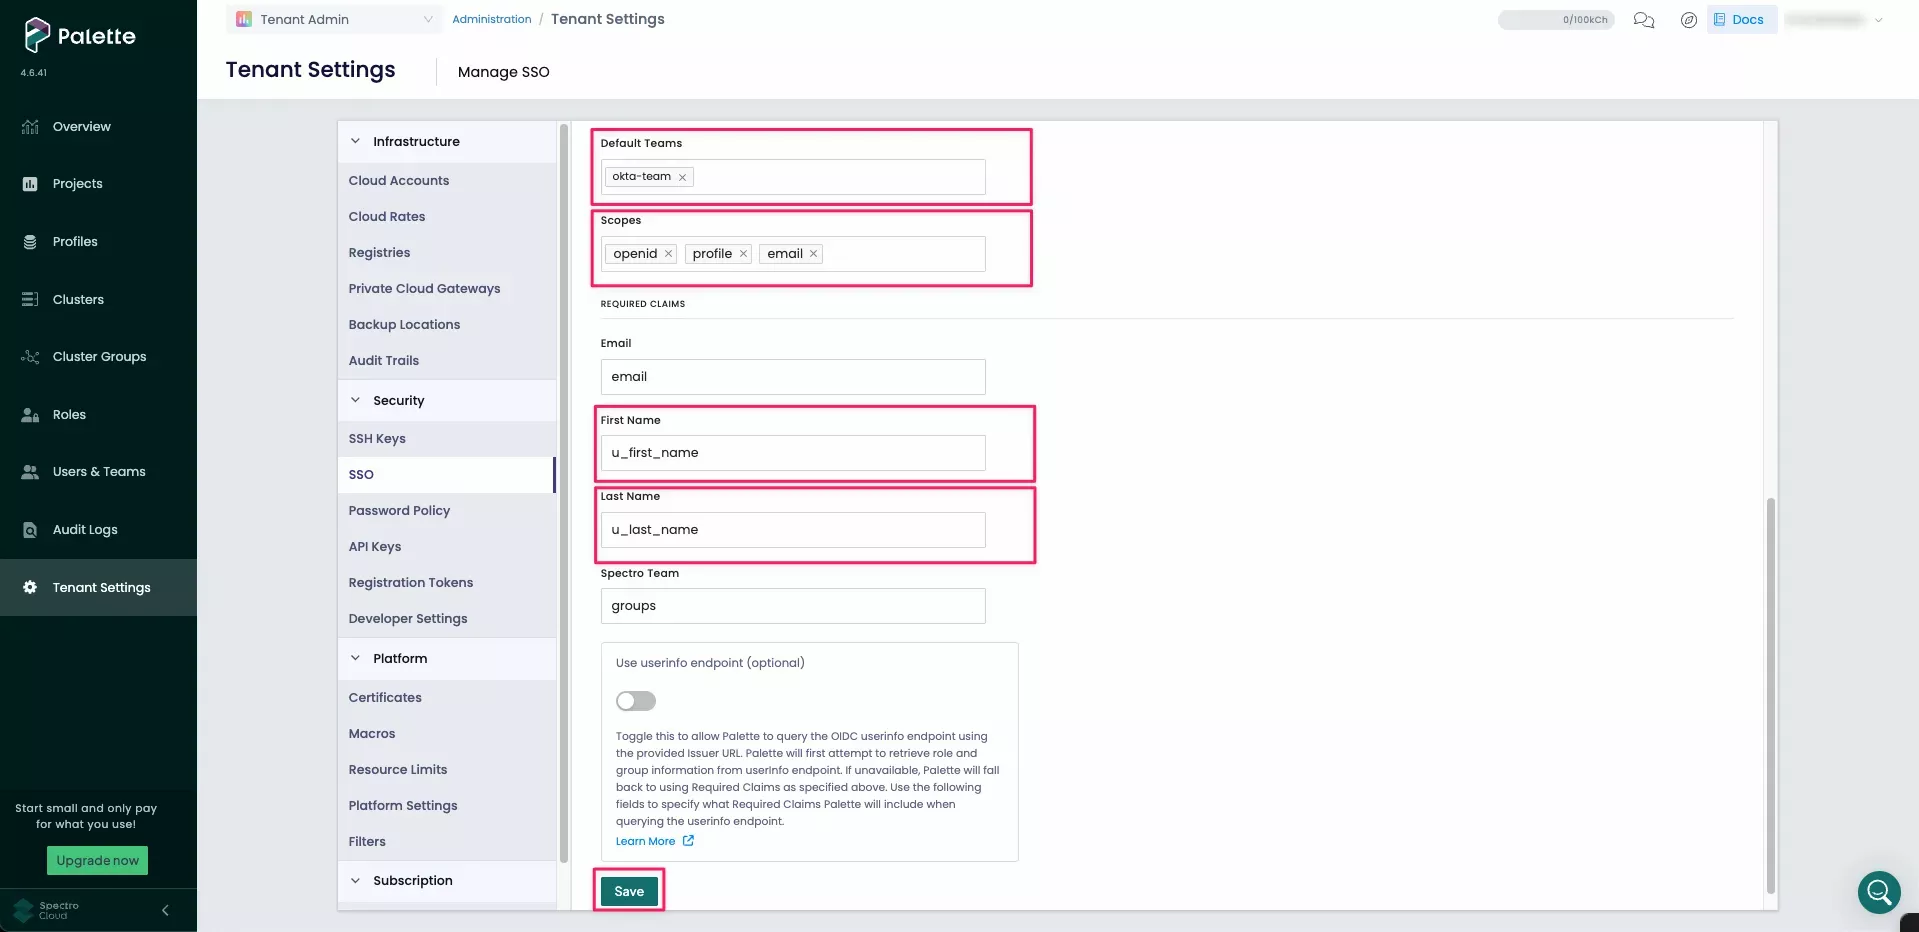 Palette
4.6.41
Overview
Projects
Profiles
Clusters
Cluster Groups
Roles
Users & Teams
Audit Logs
Tenant Settings
Start small and only pay
for what you use!
Upgrade now
Spectro
Cloud
Tenant Admin
Administration / Tenant Settings
0/100kCh
Docs
Tenant Settings
Manage SSO
Infrastructure
Cloud Accounts
Cloud Rates
Registries
Private Cloud Gateways
Backup Locations
Audit Trails
Security
SSH Keys
SSO
Password Policy
API Keys
Registration Tokens
Developer Settings
Platform
Certificates
Macros
Resource Limits
Platform Settings
Filters
Subscription
Default Teams
okta-team
Scopes
openid profile email
REQUIRED CLAIMS
Email
email
First Name
u_first_name
Last Name
u_last_name
Spectro Team
groups
Use userinfo endpoint (optional)
Toggle this to allow Palette to query the OIDC userinfo endpoint using
the provided Issuer URL. Palette will first attempt to retrieve role and
group information from userInfo endpoint. If unavailable, Palette will fall
back to using Required Claims as specified above. Use the following
fields to specify what Required Claims Palette will include when
querying the userinfo endpoint.
Learn More
Save